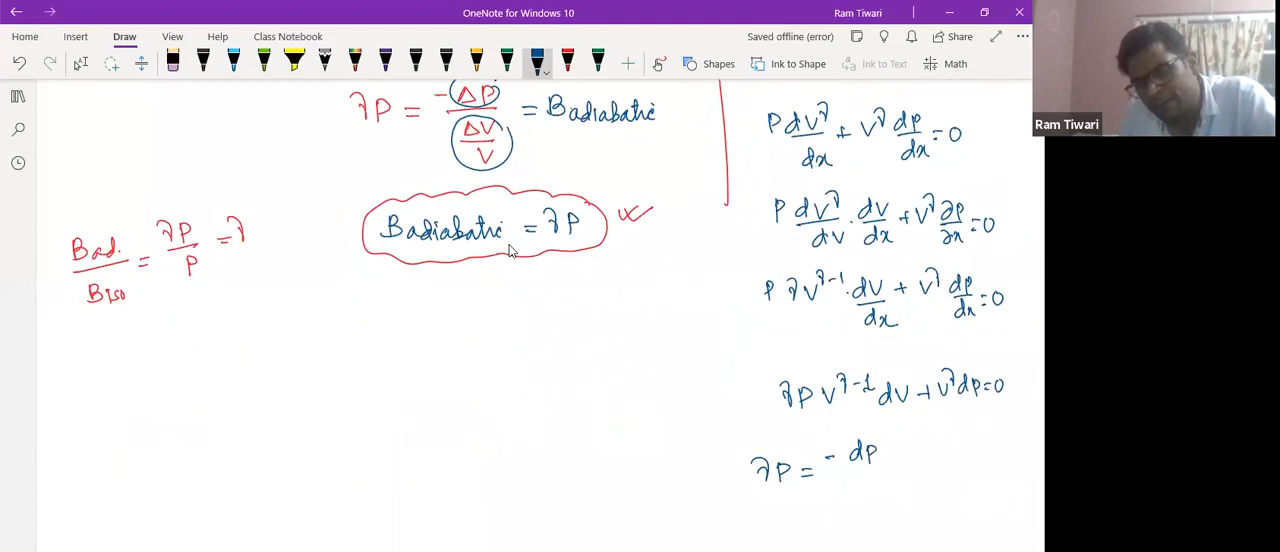 OneNote for Windows 10
Ram Tiwari
Home Insert Draw View Help Class Notebook
Saved offline (error) Share
Shapes Ink to Shape Ink to Text Math
Ram Tiwari
γP = -ΔP / (ΔV / V) = Badiabatic
Badiabatic = γP
Bad. / Biso = γP / P = γ
P dV^γ/dx + V^γ dp/dx = 0
P dV^γ/dV . dV/dx + V^γ ∂p/∂x = 0
P γV^γ-1 . dV/dx + V^γ dp/dx = 0
γP V^γ-1 dV + V^γ dp = 0
γP = - dP